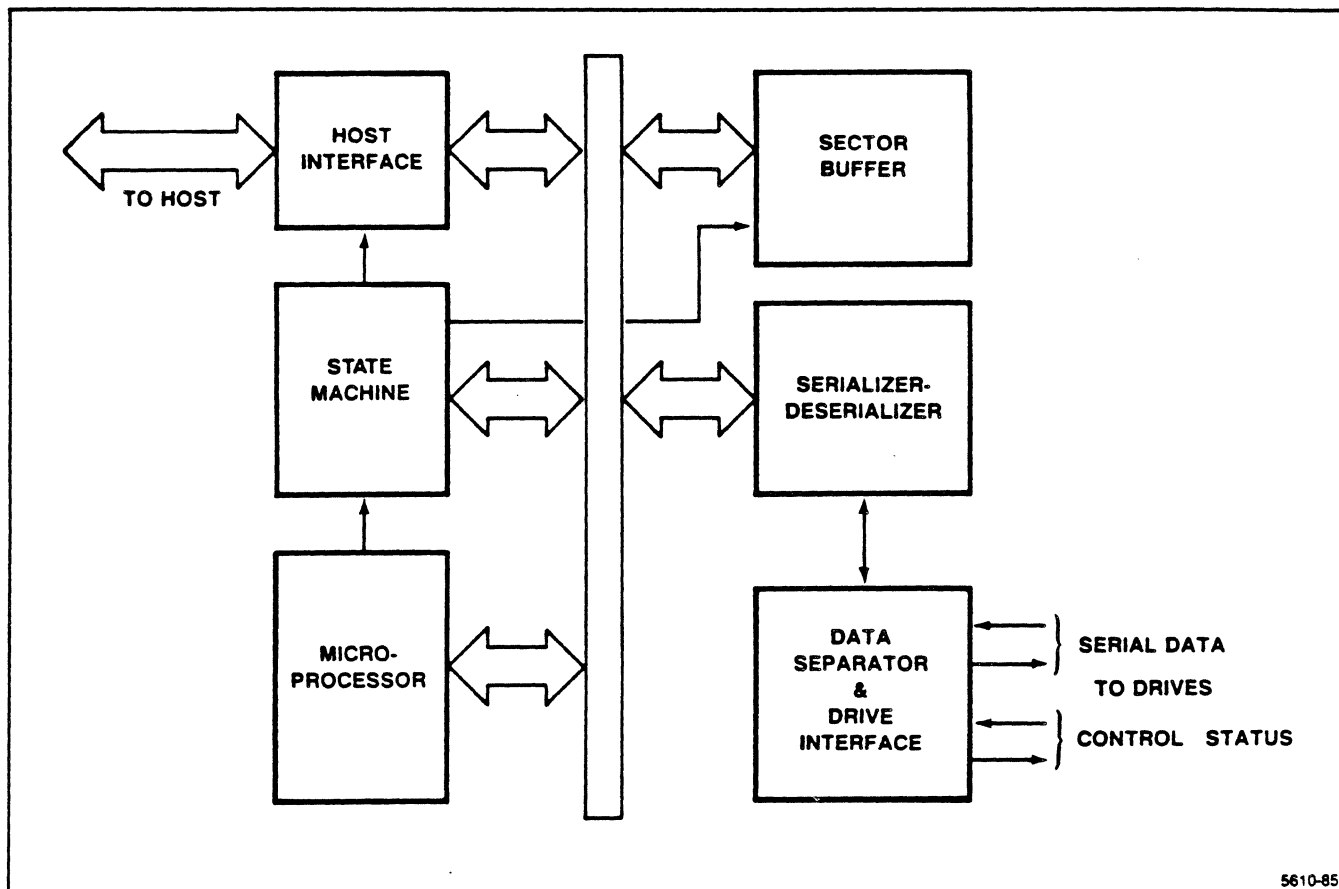 HOST
INTERFACE
TO HOST
SECTOR
BUFFER
STATE
MACHINE
SERIALIZER-
DESERIALIZER
MICRO-
PROCESSOR
DATA
SEPARATOR
&
DRIVE
INTERFACE
SERIAL DATA
TO DRIVES
CONTROL STATUS
5610-85